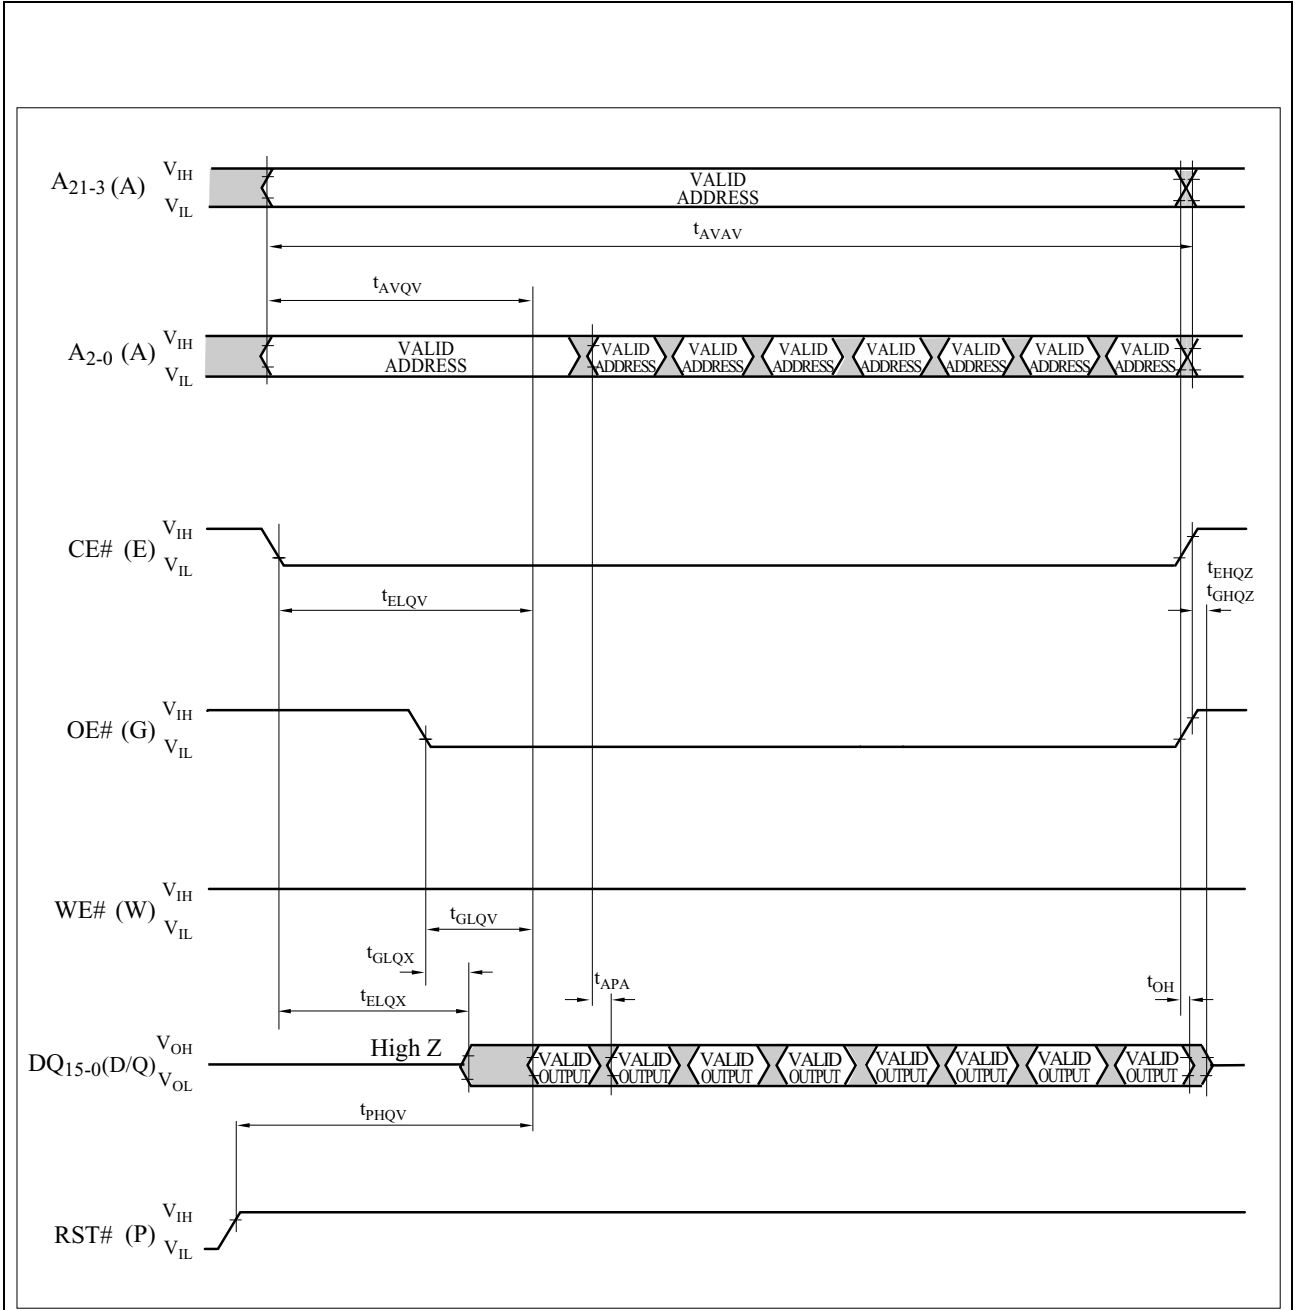 A21-3 (A) VIH VALID
VIL ADDRESS
tAVAV
tAVQV
A2-0 (A) VIH VALID VALID VALID VALID VALID VALID VALID VALID
VIL ADDRESS ADDRESS ADDRESS ADDRESS ADDRESS ADDRESS ADDRESS ADDRESS
CE# (E) VIH
VIL
tEHQZ
tELQV tGHQZ
OE# (G) VIH
VIL
WE# (W) VIH
VIL
tGLQV
tGLQX
tAPA tOH
tELQX
DQ15-0(D/Q) VOH High Z
VOL
VALID VALID VALID VALID VALID VALID VALID VALID
OUTPUT OUTPUT OUTPUT OUTPUT OUTPUT OUTPUT OUTPUT OUTPUT
tPHQV
RST# (P) VIH
VIL